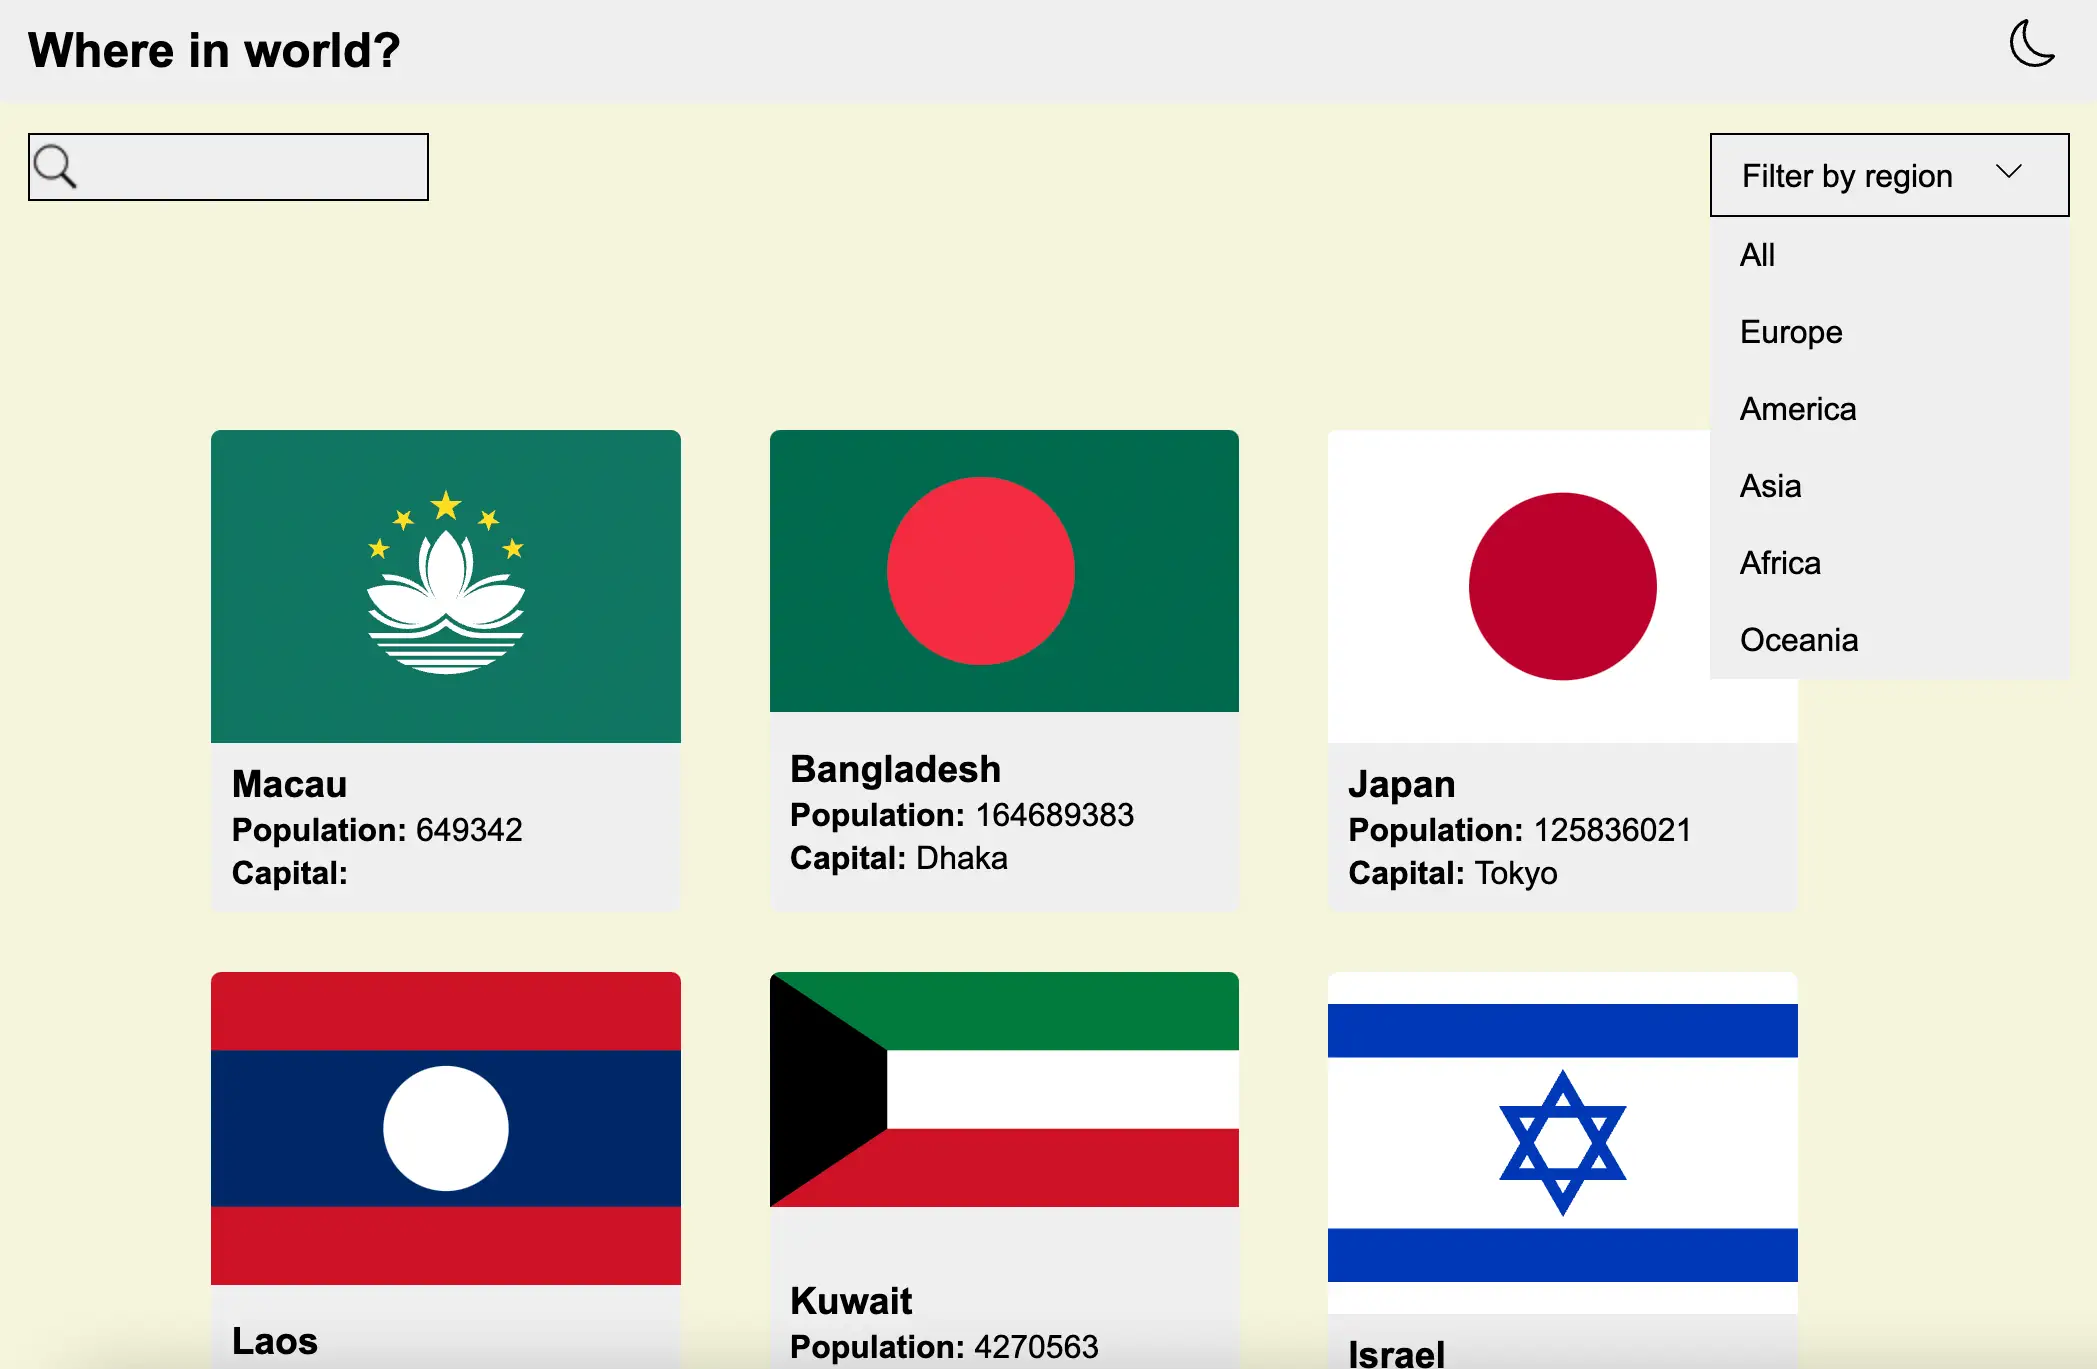 Where in world?
Filter by region
All
Europe
America
Asia
Africa
Oceania
Macau
Population: 649342
Capital:
Bangladesh
Population: 164689383
Capital: Dhaka
Japan
Population: 125836021
Capital: Tokyo
Laos
Kuwait
Population: 4270563
Israel